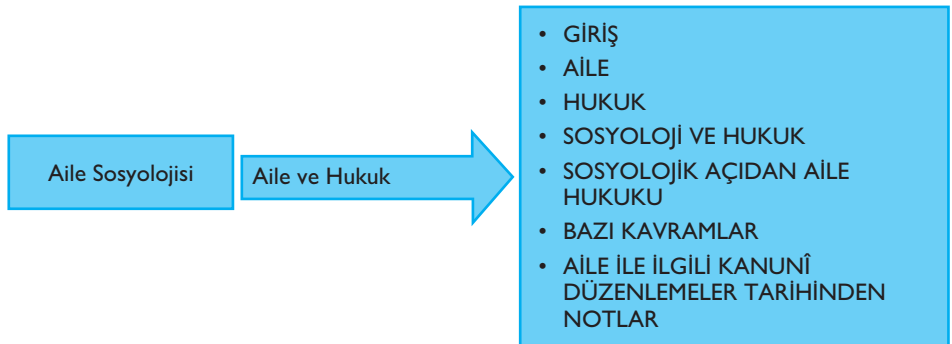 Aile Sosyolojisi
Aile ve Hukuk
• GİRİŞ
• AİLE
• HUKUK
• SOSYOLOJİ VE HUKUK
• SOSYOLOJİK AÇIDAN AİLE
HUKUKU
• BAZI KAVRAMLAR
• AİLE İLE İLGİLİ KANUNÎ
DÜZENLEMELER TARİHİNDEN
NOTLAR